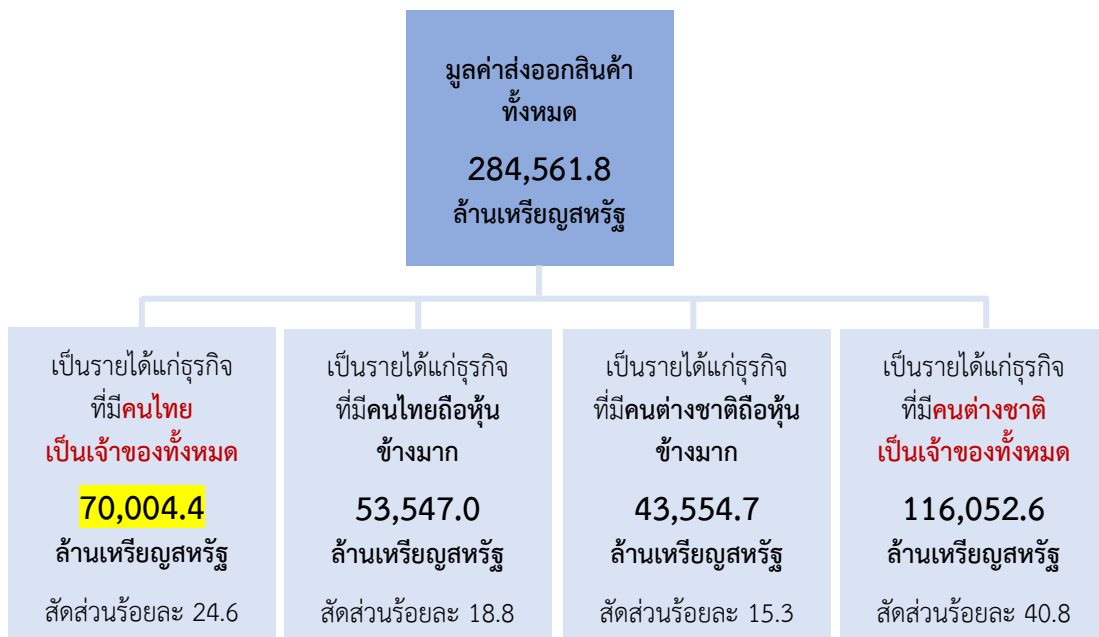 มูลค่าส่งออกสินค้า
ทั้งหมด
284,561.8
ล้านเหรียญสหรัฐ
เป็นรายได้แก่ธุรกิจ
ที่มีคนไทย
เป็นเจ้าของทั้งหมด
70,004.4
ล้านเหรียญสหรัฐ
สัดส่วนร้อยละ 24.6
เป็นรายได้แก่ธุรกิจ
ที่มีคนไทยถือหุ้น
ข้างมาก
53,547.0
ล้านเหรียญสหรัฐ
สัดส่วนร้อยละ 18.8
เป็นรายได้แก่ธุรกิจ
ที่มีคนต่างชาติถือหุ้น
ข้างมาก
43,554.7
ล้านเหรียญสหรัฐ
สัดส่วนร้อยละ 15.3
เป็นรายได้แก่ธุรกิจ
ที่มีคนต่างชาติ
เป็นเจ้าของทั้งหมด
116,052.6
ล้านเหรียญสหรัฐ
สัดส่วนร้อยละ 40.8